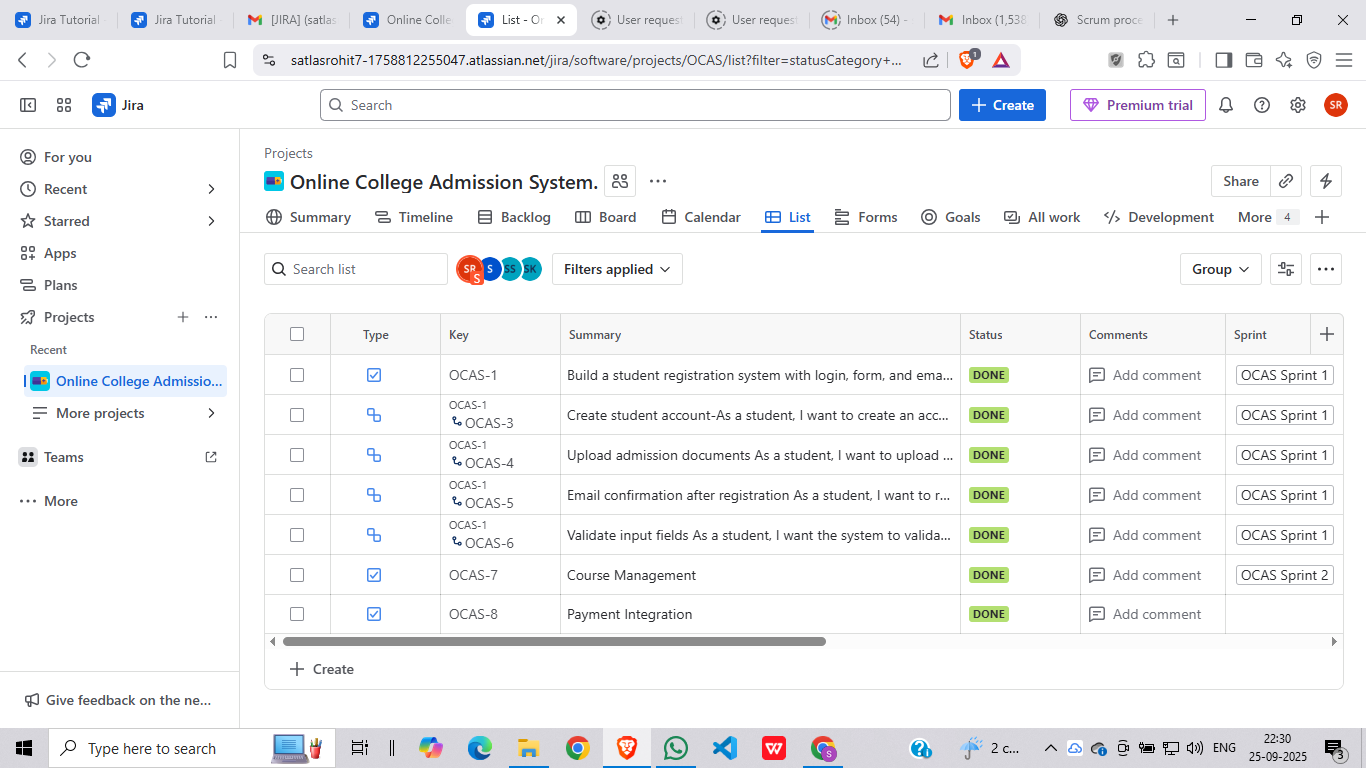 Jira Tutorial
Jira Tutorial
[JIRA] (satlas
Online Colle
List - On
User request
User request
Inbox (54) -
Inbox (1,538
Scrum proce
satlasrohit7-1758812255047.atlassian.net/jira/software/projects/OCAS/list?filter=statusCategory+...
1
Jira
Search
Create
Premium trial
SR
For you
Recent
Starred
Apps
Plans
Projects
Recent
Online College Admissio...
More projects
Teams
More
Give feedback on the ne...
Projects
Online College Admission System.
Share
Summary
Timeline
Backlog
Board
Calendar
List
Forms
Goals
All work
Development
More 4
Search list
SR S S SS SK
Filters applied
Group
Type Key Summary Status Comments Sprint
OCAS-1 Build a student registration system with login, form, and ema... DONE Add comment OCAS Sprint 1
OCAS-1
OCAS-3 Create student account-As a student, I want to create an acc... DONE Add comment OCAS Sprint 1
OCAS-1
OCAS-4 Upload admission documents As a student, I want to upload ... DONE Add comment OCAS Sprint 1
OCAS-1
OCAS-5 Email confirmation after registration As a student, I want to r... DONE Add comment OCAS Sprint 1
OCAS-1
OCAS-6 Validate input fields As a student, I want the system to valida... DONE Add comment OCAS Sprint 1
OCAS-7 Course Management DONE Add comment OCAS Sprint 2
OCAS-8 Payment Integration DONE Add comment
Create
Type here to search
W
S
2 c...
ENG
22:30
25-09-2025
3